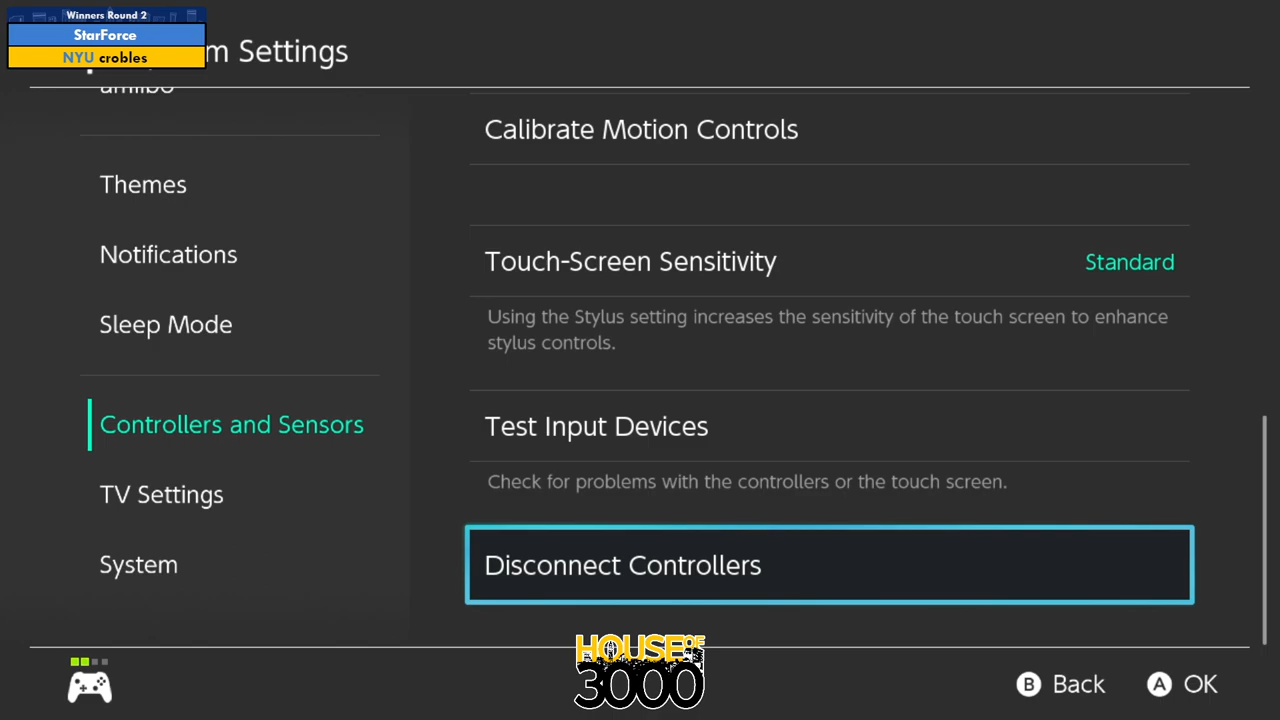 Winners Round 2
StarForce
NYU crobles
m Settings
amiibo
Themes
Notifications
Sleep Mode
Controllers and Sensors
TV Settings
System
Calibrate Motion Controls
Touch-Screen Sensitivity Standard
Using the Stylus setting increases the sensitivity of the touch screen to enhance
stylus controls.
Test Input Devices
Check for problems with the controllers or the touch screen.
Disconnect Controllers
HOUSE OF
3000
B Back A OK